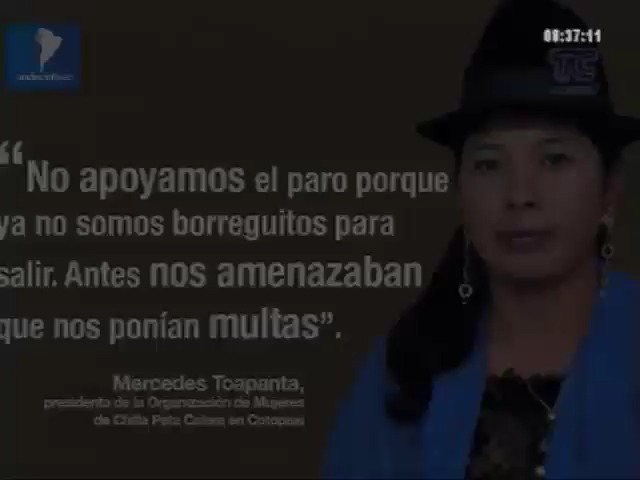 08:37:11
TC
“No apoyamos el paro porque
ya no somos borreguitos para
salir. Antes nos amenazaban
que nos ponían multas”.
Mercedes Toapanta,
presidenta de la Organización de Mujeres
de Chilla Pata Calera en Cotopaxi